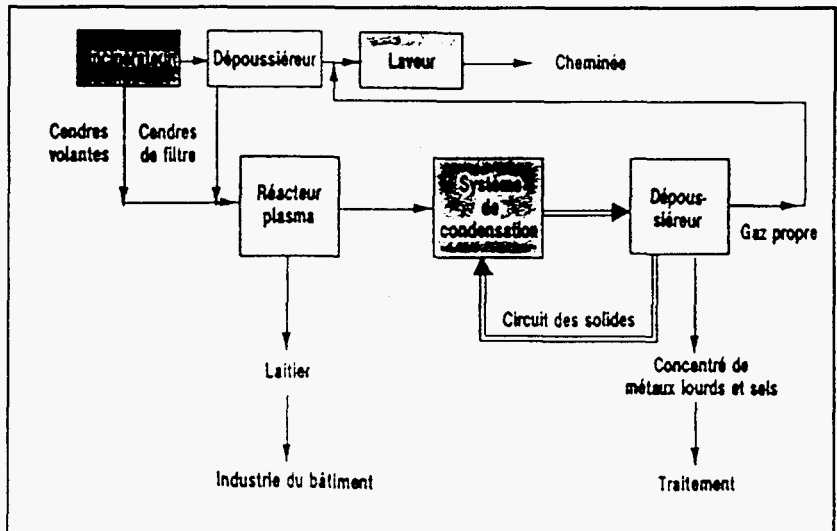 Dépoussiéreur
Laveur
Cheminée
Cendres
volantes
Cendres
de filtre
Réacteur
plasma
Système
de
condensation
Dépous-
siéreur
Gaz propre
Circuit des solides
Laitier
Concentré de
métaux lourds et sels
Industrie du bâtiment
Traitement